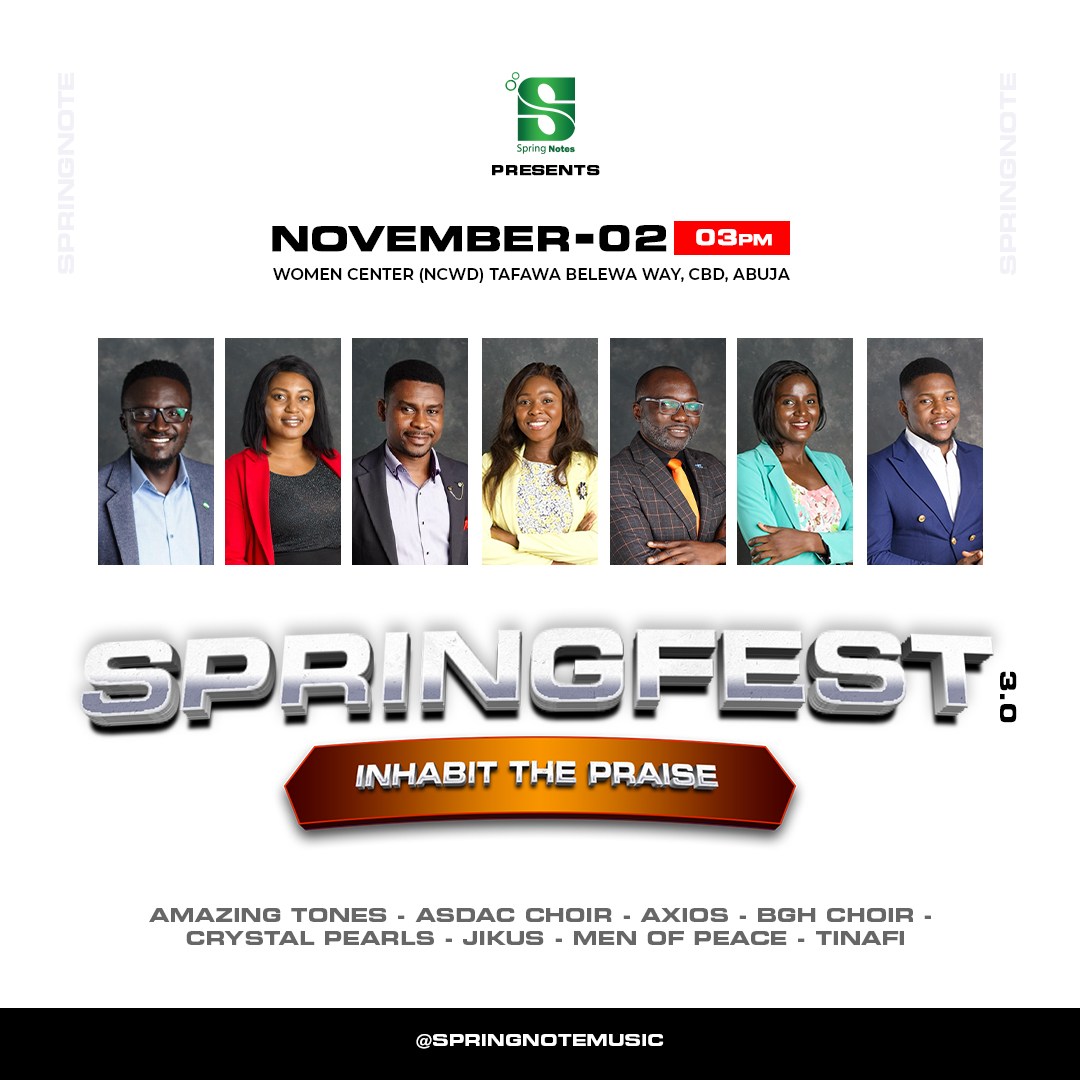 Spring Notes
PRESENTS
SPRINGNOTE
SPRINGNOTE
NOVEMBER-02 03PM
WOMEN CENTER (NCWD) TAFAWA BELEWA WAY, CBD, ABUJA
SPRINGFEST
3.0
INHABIT THE PRAISE
AMAZING TONES - ASDAC CHOIR - AXIOS - BGH CHOIR -
CRYSTAL PEARLS - JIKUS - MEN OF PEACE - TINAFI
@SPRINGNOTEMUSIC